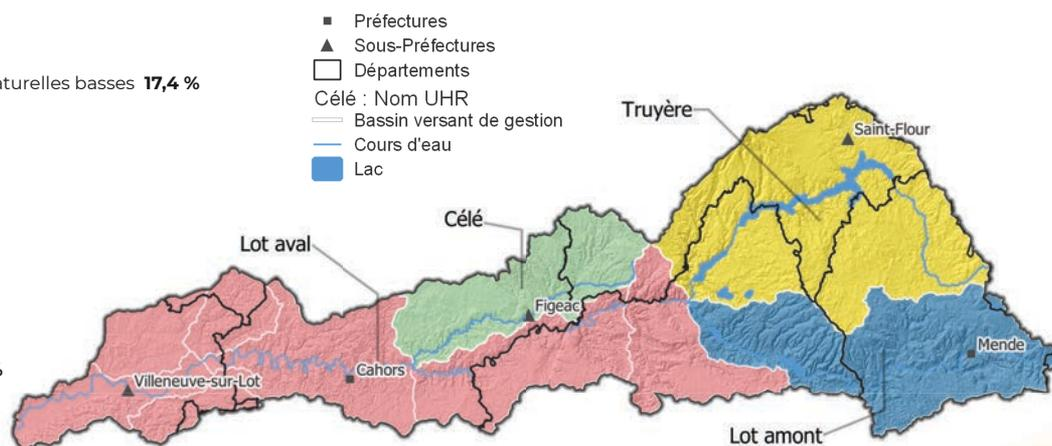 Préfectures
Sous-Préfectures
Départements
Célé : Nom UHR
Bassin versant de gestion
Cours d'eau
Lac
basses 17,4 %
Truyère
Saint-Flour
Célé
Lot aval
Figeac
Mende
Cahors
Villeneuve-sur-Lot
Lot amont